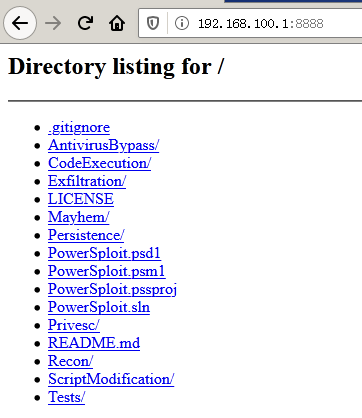 192.168.100.1:8888
Directory listing for /
.gitignore
AntivirusBypass/
CodeExecution/
Exfiltration/
LICENSE
Mayhem/
Persistence/
PowerSploit.psd1
PowerSploit.psm1
PowerSploit.pssproj
PowerSploit.sln
Privesc/
README.md
Recon/
ScriptModification/
Tests/